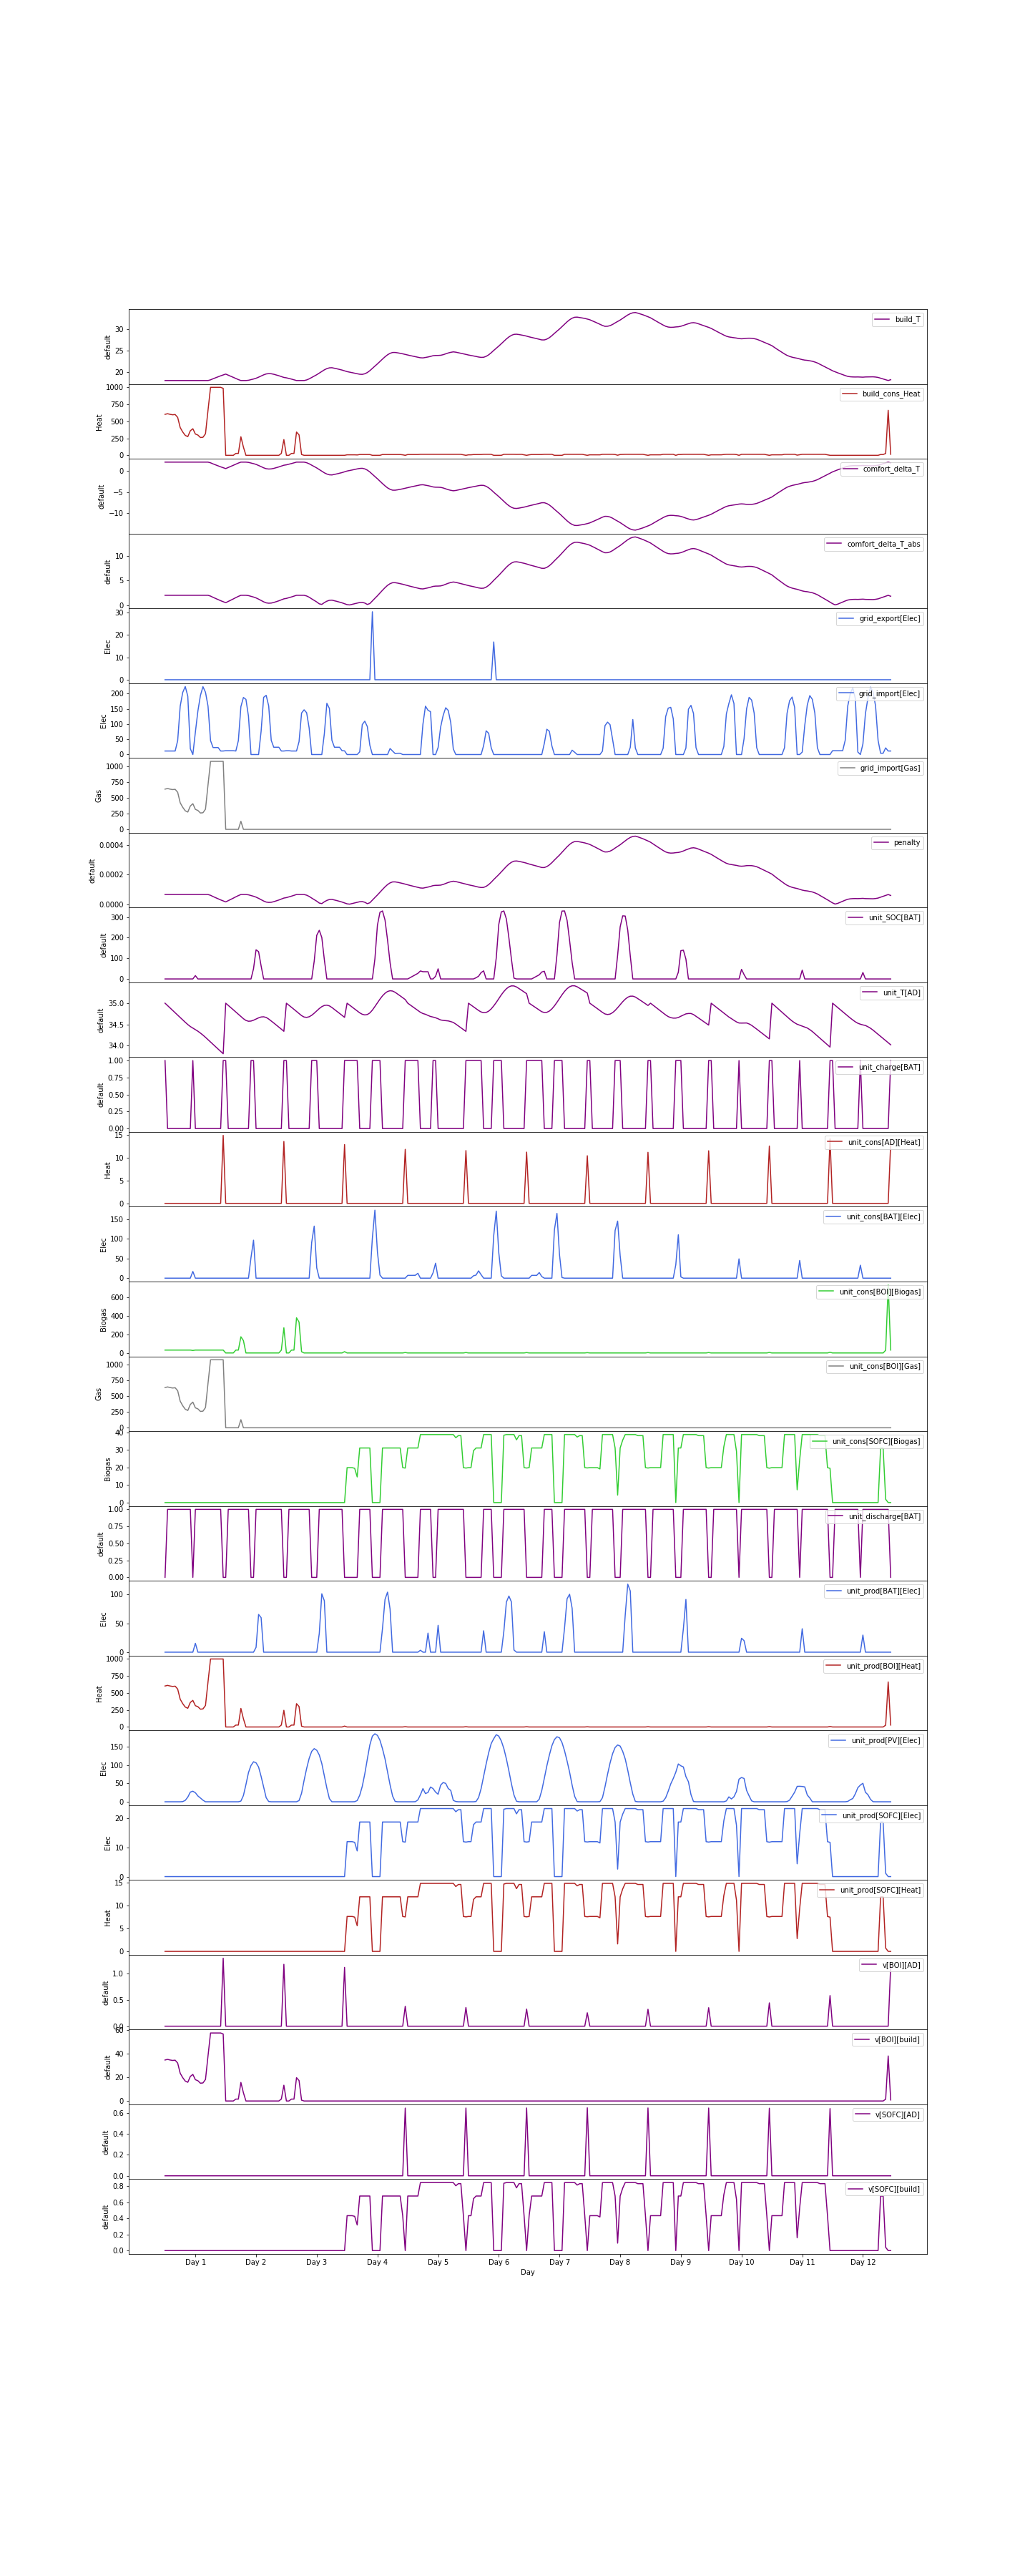 build_T
30
25
20
default
build_cons_Heat
1000
750
500
250
0
Heat
comfort_delta_T
0
−5
−10
default
comfort_delta_T_abs
10
5
0
default
grid_export[Elec]
30
20
10
0
Elec
grid_import[Elec]
200
150
100
50
0
Elec
grid_import[Gas]
1000
750
500
250
0
Gas
penalty
0.0004
0.0002
0.0000
default
unit_SOC[BAT]
300
200
100
0
default
unit_T[AD]
35.0
34.5
34.0
default
unit_charge[BAT]
1.00
0.75
0.50
0.25
0.00
default
unit_cons[AD][Heat]
15
10
5
0
Heat
unit_cons[BAT][Elec]
150
100
50
0
Elec
unit_cons[BOI][Biogas]
600
400
200
0
Biogas
unit_cons[BOI][Gas]
1000
750
500
250
0
Gas
unit_cons[SOFC][Biogas]
40
30
20
10
0
Biogas
unit_discharge[BAT]
1.00
0.75
0.50
0.25
0.00
default
unit_prod[BAT][Elec]
100
50
0
Elec
unit_prod[BOI][Heat]
1000
750
500
250
0
Heat
unit_prod[PV][Elec]
150
100
50
0
Elec
unit_prod[SOFC][Elec]
20
10
0
Elec
unit_prod[SOFC][Heat]
15
10
5
0
Heat
v[BOI][AD]
1.0
0.5
0.0
default
v[BOI][build]
60
40
20
0
default
v[SOFC][AD]
0.6
0.4
0.2
0.0
default
v[SOFC][build]
0.8
0.6
0.4
0.2
0.0
default
Day 1 Day 2 Day 3 Day 4 Day 5 Day 6 Day 7 Day 8 Day 9 Day 10 Day 11 Day 12
Day